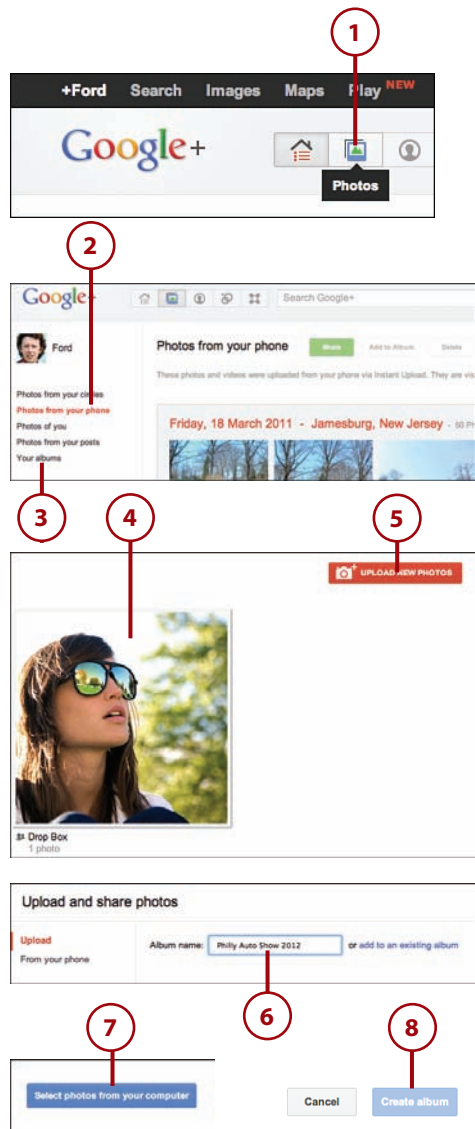 1
+Ford Search Images Maps Play NEW
Google+
Photos
2
Google+ Search Google+
Ford
Photos from your phone Share Add to Album Delete
These photos and videos were uploaded from your phone via Instant Upload. They are vis
Photos from your circles
Photos from your phone
Photos of you
Photos from your posts
Your albums
Friday, 18 March 2011 - Jamesburg, New Jersey - 50 Ph
3
4
5
UPLOAD NEW PHOTOS
Drop Box
1 photo
Upload and share photos
Upload
From your phone
Album name: Philly Auto Show 2012 or add to an existing album
6
7
8
Select photos from your computer
Cancel
Create album